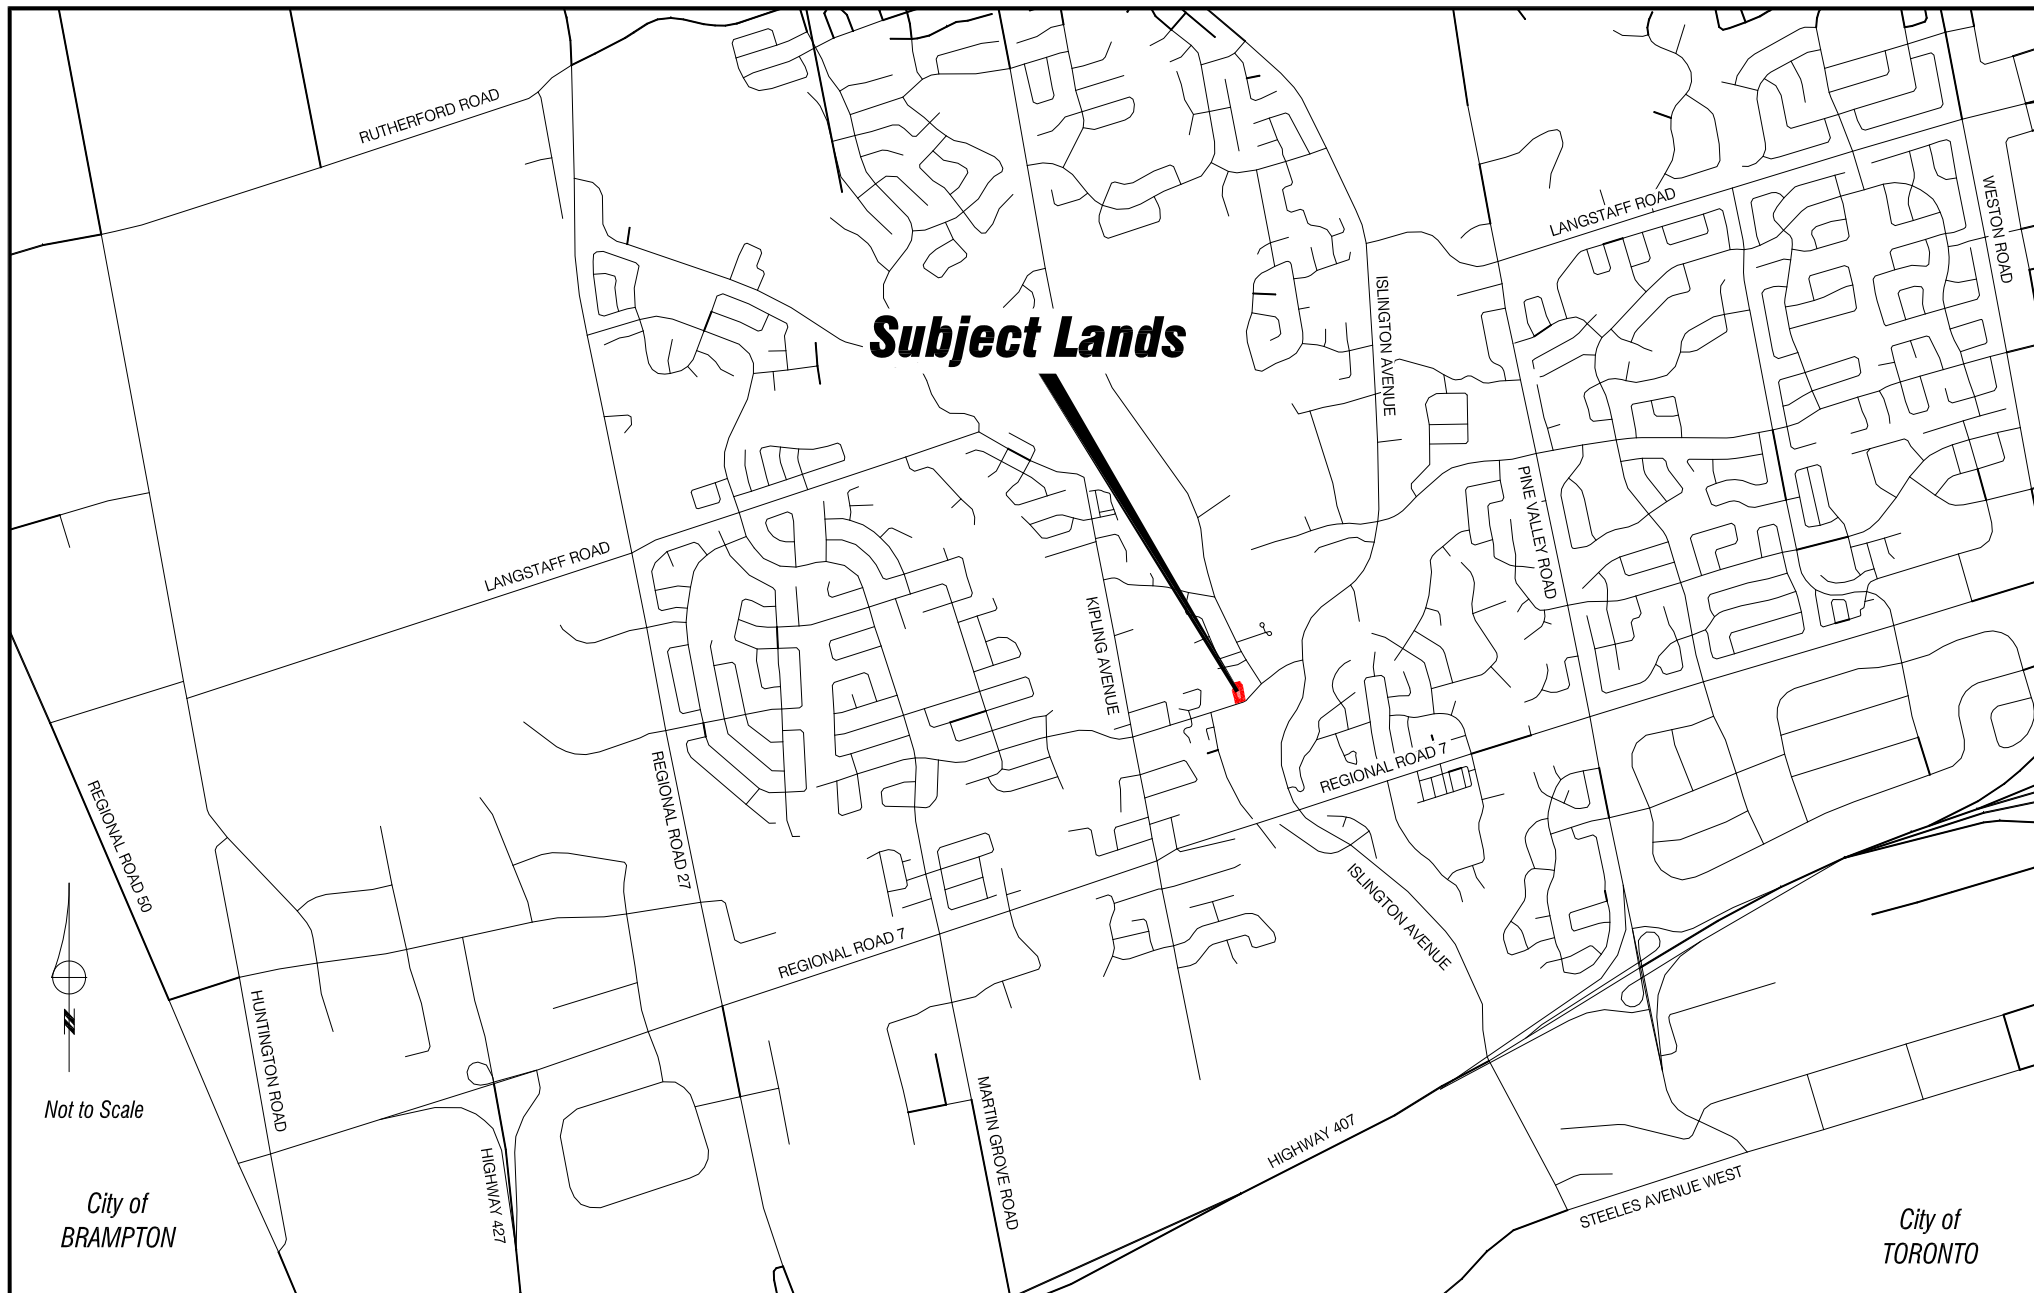 RUTHERFORD ROAD
LANGSTAFF ROAD
WESTON ROAD
ISLINGTON AVENUE
Subject Lands
PINE VALLEY ROAD
LANGSTAFF ROAD
KIPLING AVENUE
REGIONAL ROAD 7
REGIONAL ROAD 27
REGIONAL ROAD 50
ISLINGTON AVENUE
REGIONAL ROAD 7
HUNTINGTON ROAD
N
Not to Scale
MARTIN GROVE ROAD
HIGHWAY 407
HIGHWAY 427
STEELES AVENUE WEST
City of
BRAMPTON
City of
TORONTO